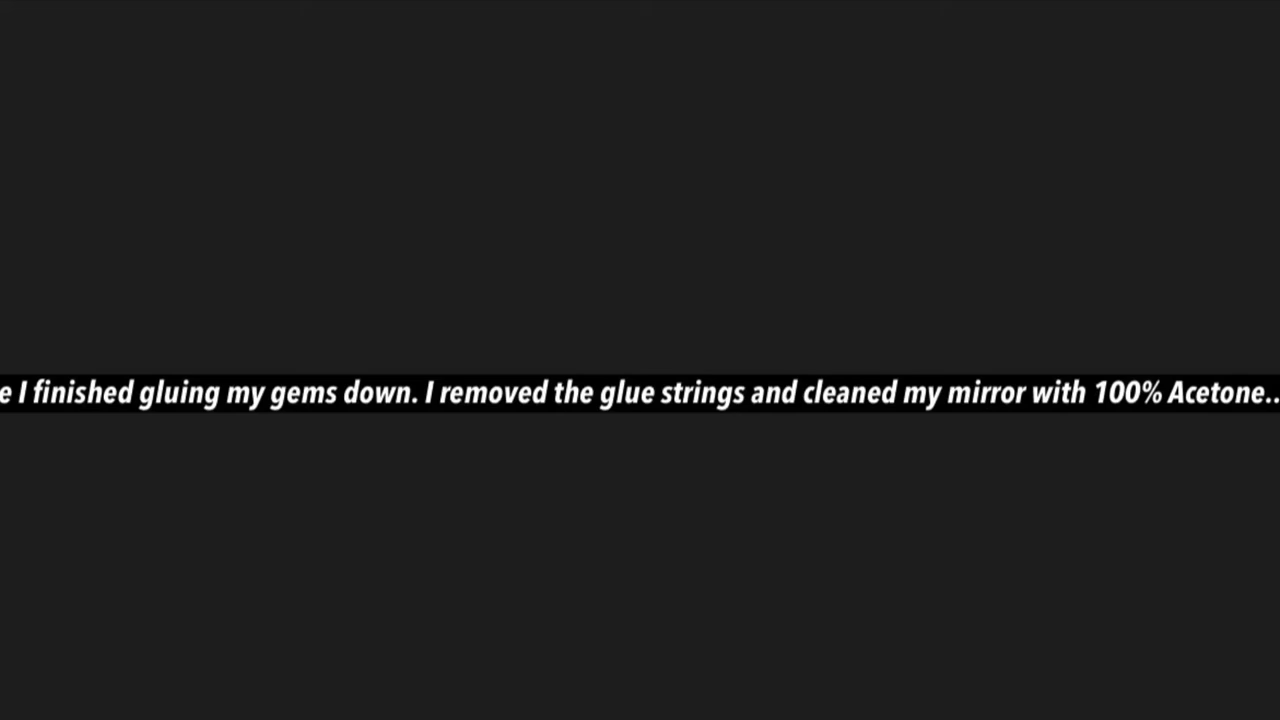 e I finished gluing my gems down. I removed the glue strings and cleaned my mirror with 100% Acetone..